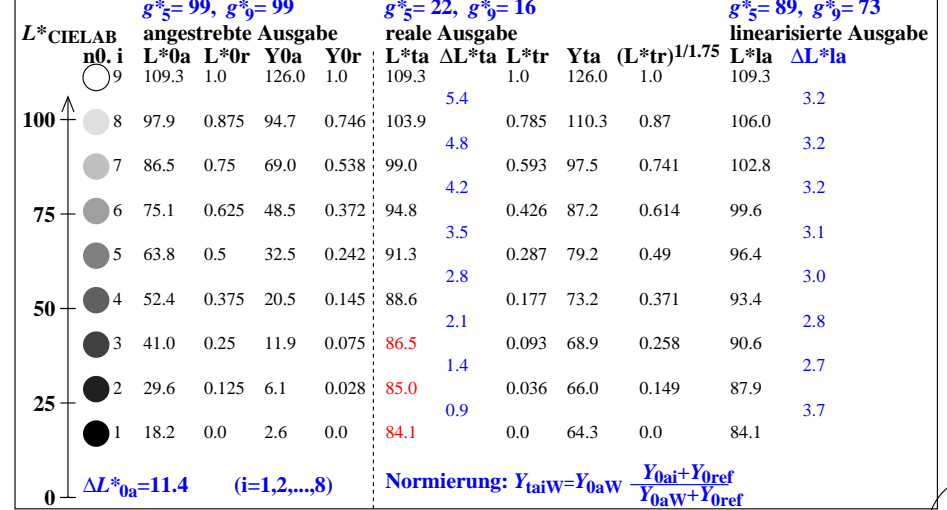 g*5= 99, g*9= 99 g*5= 22, g*9= 16 g*5= 89, g*9= 73
L*CIELAB angestrebte Ausgabe reale Ausgabe linearisierte Ausgabe
n0. i L*0a L*0r Y0a Y0r L*ta ΔL*ta L*tr Yta (L*tr)1/1.75 L*la ΔL*la
9 109.3 1.0 126.0 1.0 109.3 1.0 126.0 1.0 109.3
5.4 3.2
100 8 97.9 0.875 94.7 0.746 103.9 0.785 110.3 0.87 106.0
4.8 3.2
7 86.5 0.75 69.0 0.538 99.0 0.593 97.5 0.741 102.8
4.2 3.2
75 6 75.1 0.625 48.5 0.372 94.8 0.426 87.2 0.614 99.6
3.5 3.1
5 63.8 0.5 32.5 0.242 91.3 0.287 79.2 0.49 96.4
2.8 3.0
50 4 52.4 0.375 20.5 0.145 88.6 0.177 73.2 0.371 93.4
2.1 2.8
3 41.0 0.25 11.9 0.075 86.5 0.093 68.9 0.258 90.6
1.4 2.7
25 2 29.6 0.125 6.1 0.028 85.0 0.036 66.0 0.149 87.9
0.9 3.7
1 18.2 0.0 2.6 0.0 84.1 0.0 64.3 0.0 84.1
0 ΔL*0a=11.4 (i=1,2,...,8) Normierung: YtaiW=Y0aW Y0ai+Y0ref
Y0aW+Y0ref